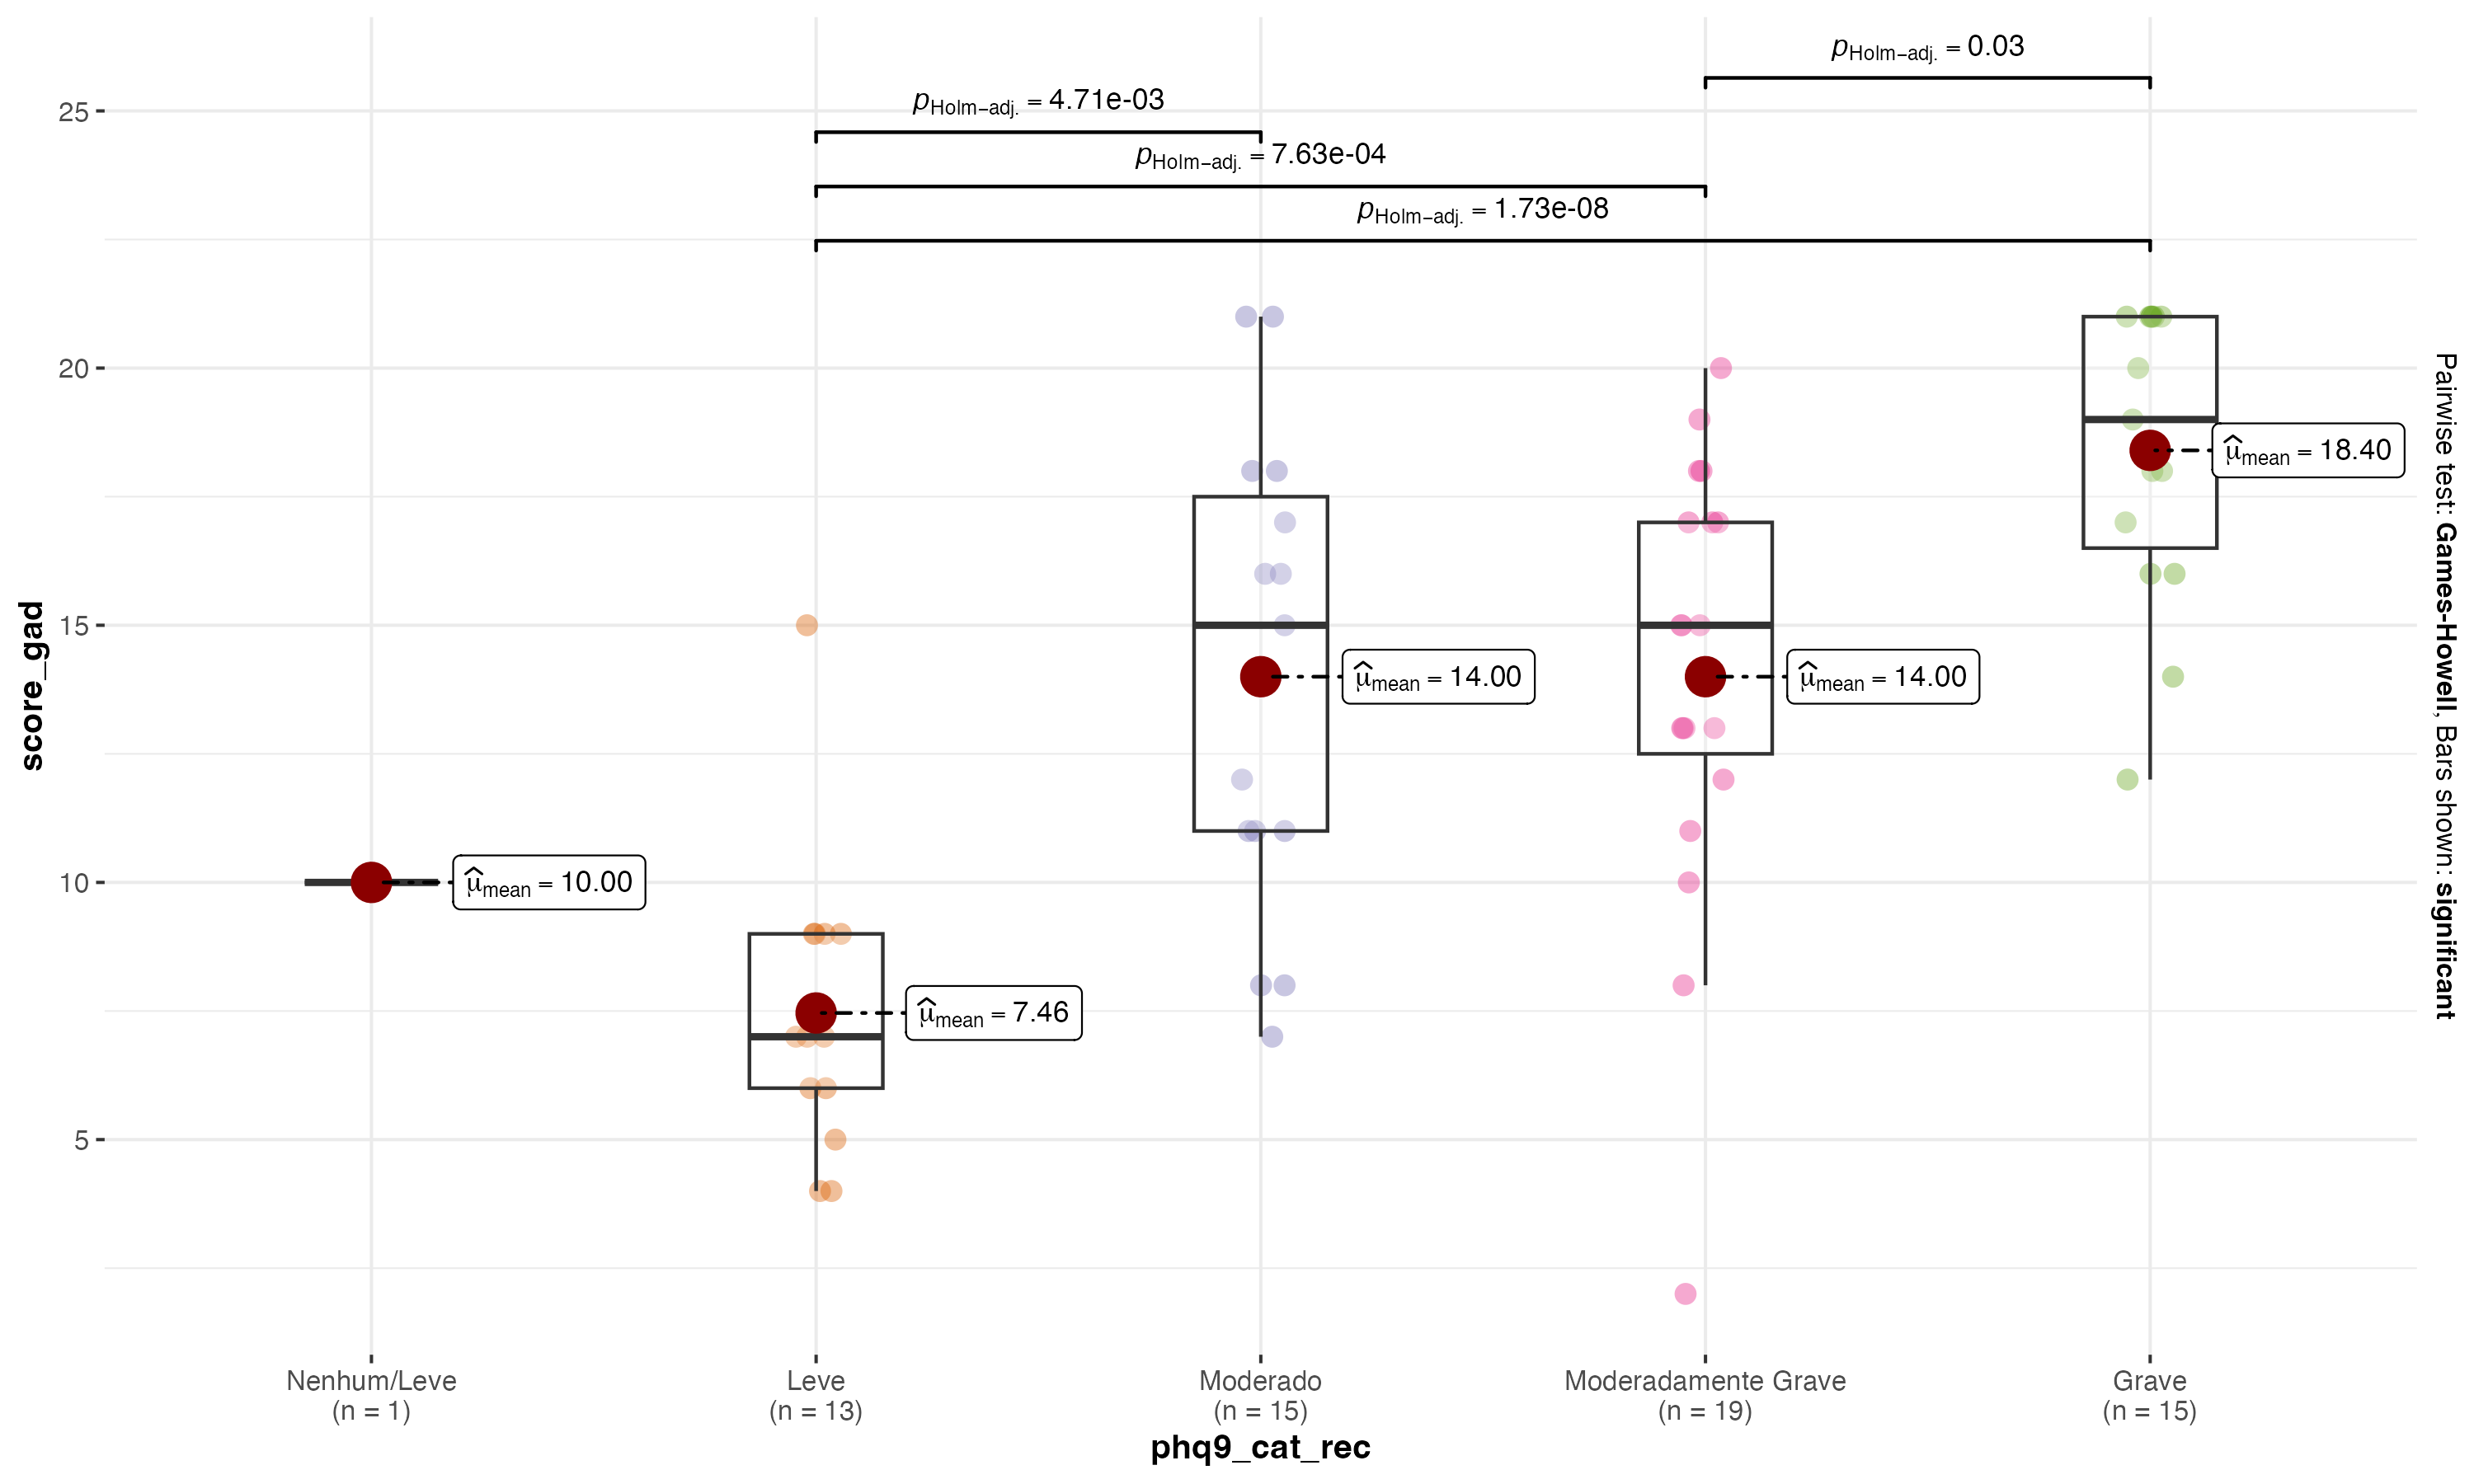 pHolm−adj. = 0.03
pHolm−adj. = 4.71e-03
pHolm−adj. = 7.63e-04
pHolm−adj. = 1.73e-08
25
20
15
10
5
score_gap
μ̂mean = 10.00
μ̂mean = 7.46
μ̂mean = 14.00
μ̂mean = 14.00
μ̂mean = 18.40
Pairwise test: Games-Howell, Bars shown: significant
Nenhum/Leve
(n = 1)
Leve
(n = 13)
Moderado
(n = 15)
Moderadamente Grave
(n = 19)
Grave
(n = 15)
phq9_cat_rec